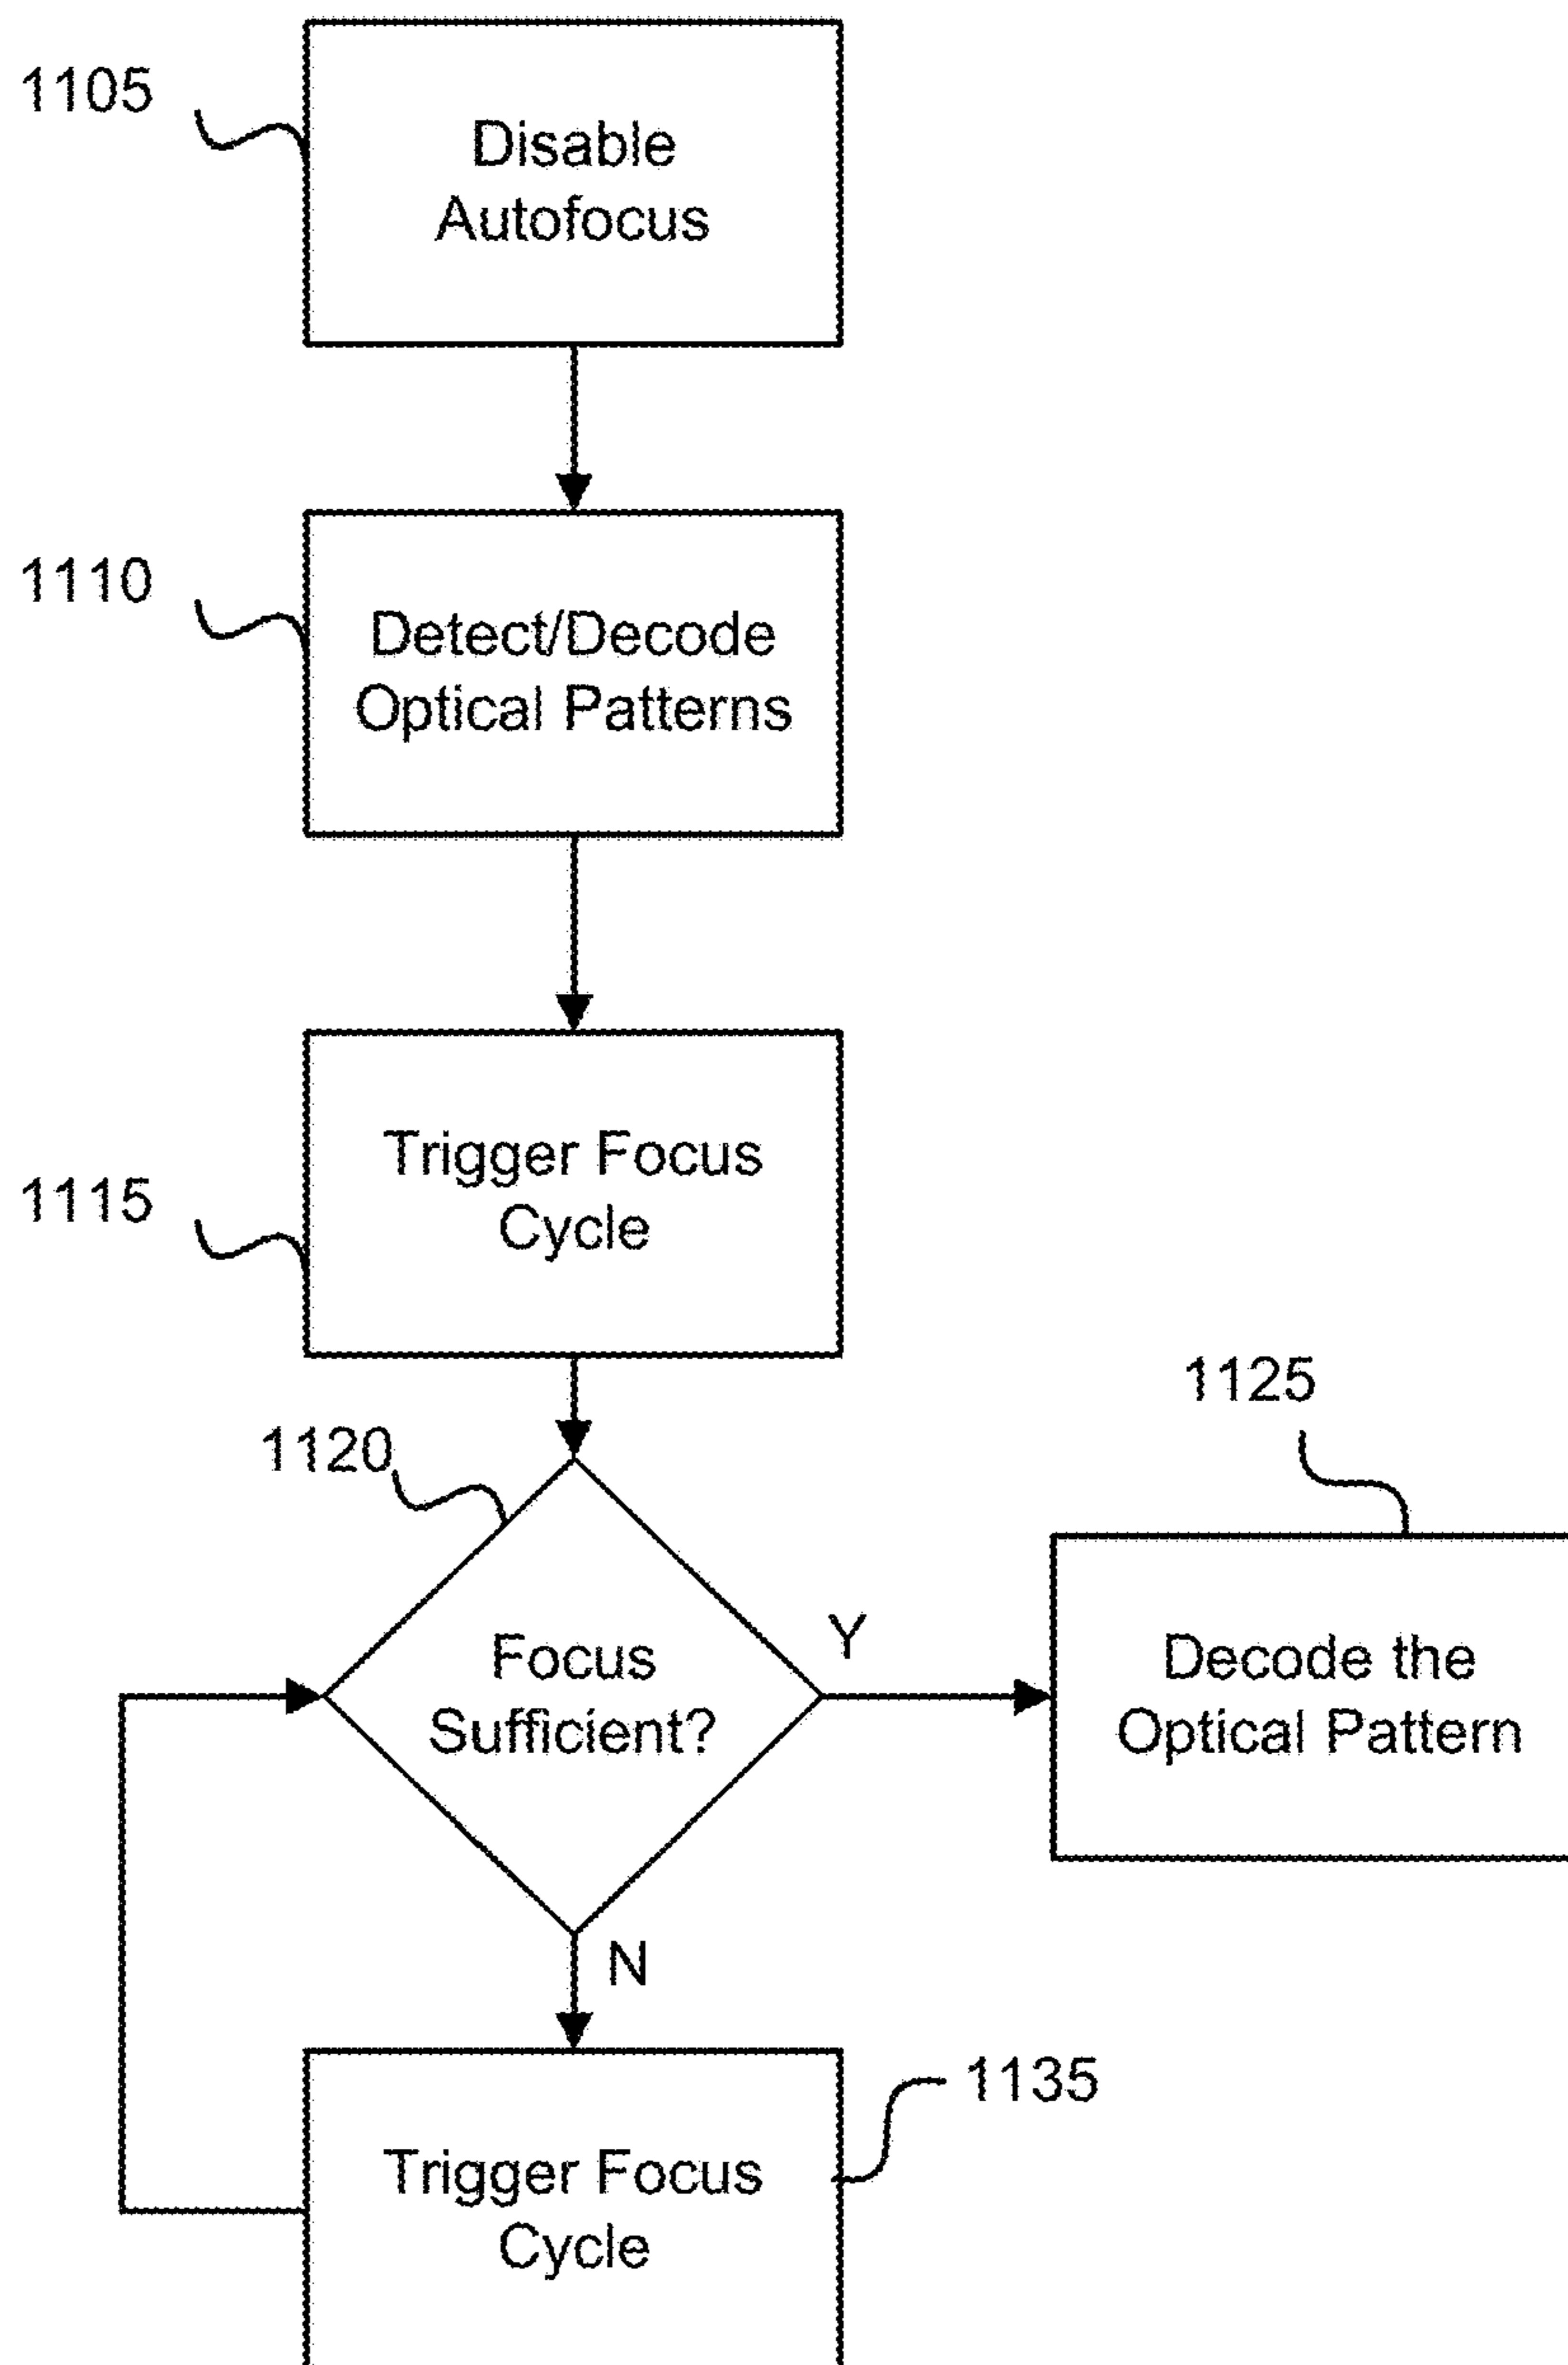 1105
Disable
Autofocus
1110
Detect/Decode
Optical Patterns
Trigger Focus
Cycle
1115
1125
1120
Y
Focus
Sufficient?
Decode the
Optical Pattern
N
1135
Trigger Focus
Cycle